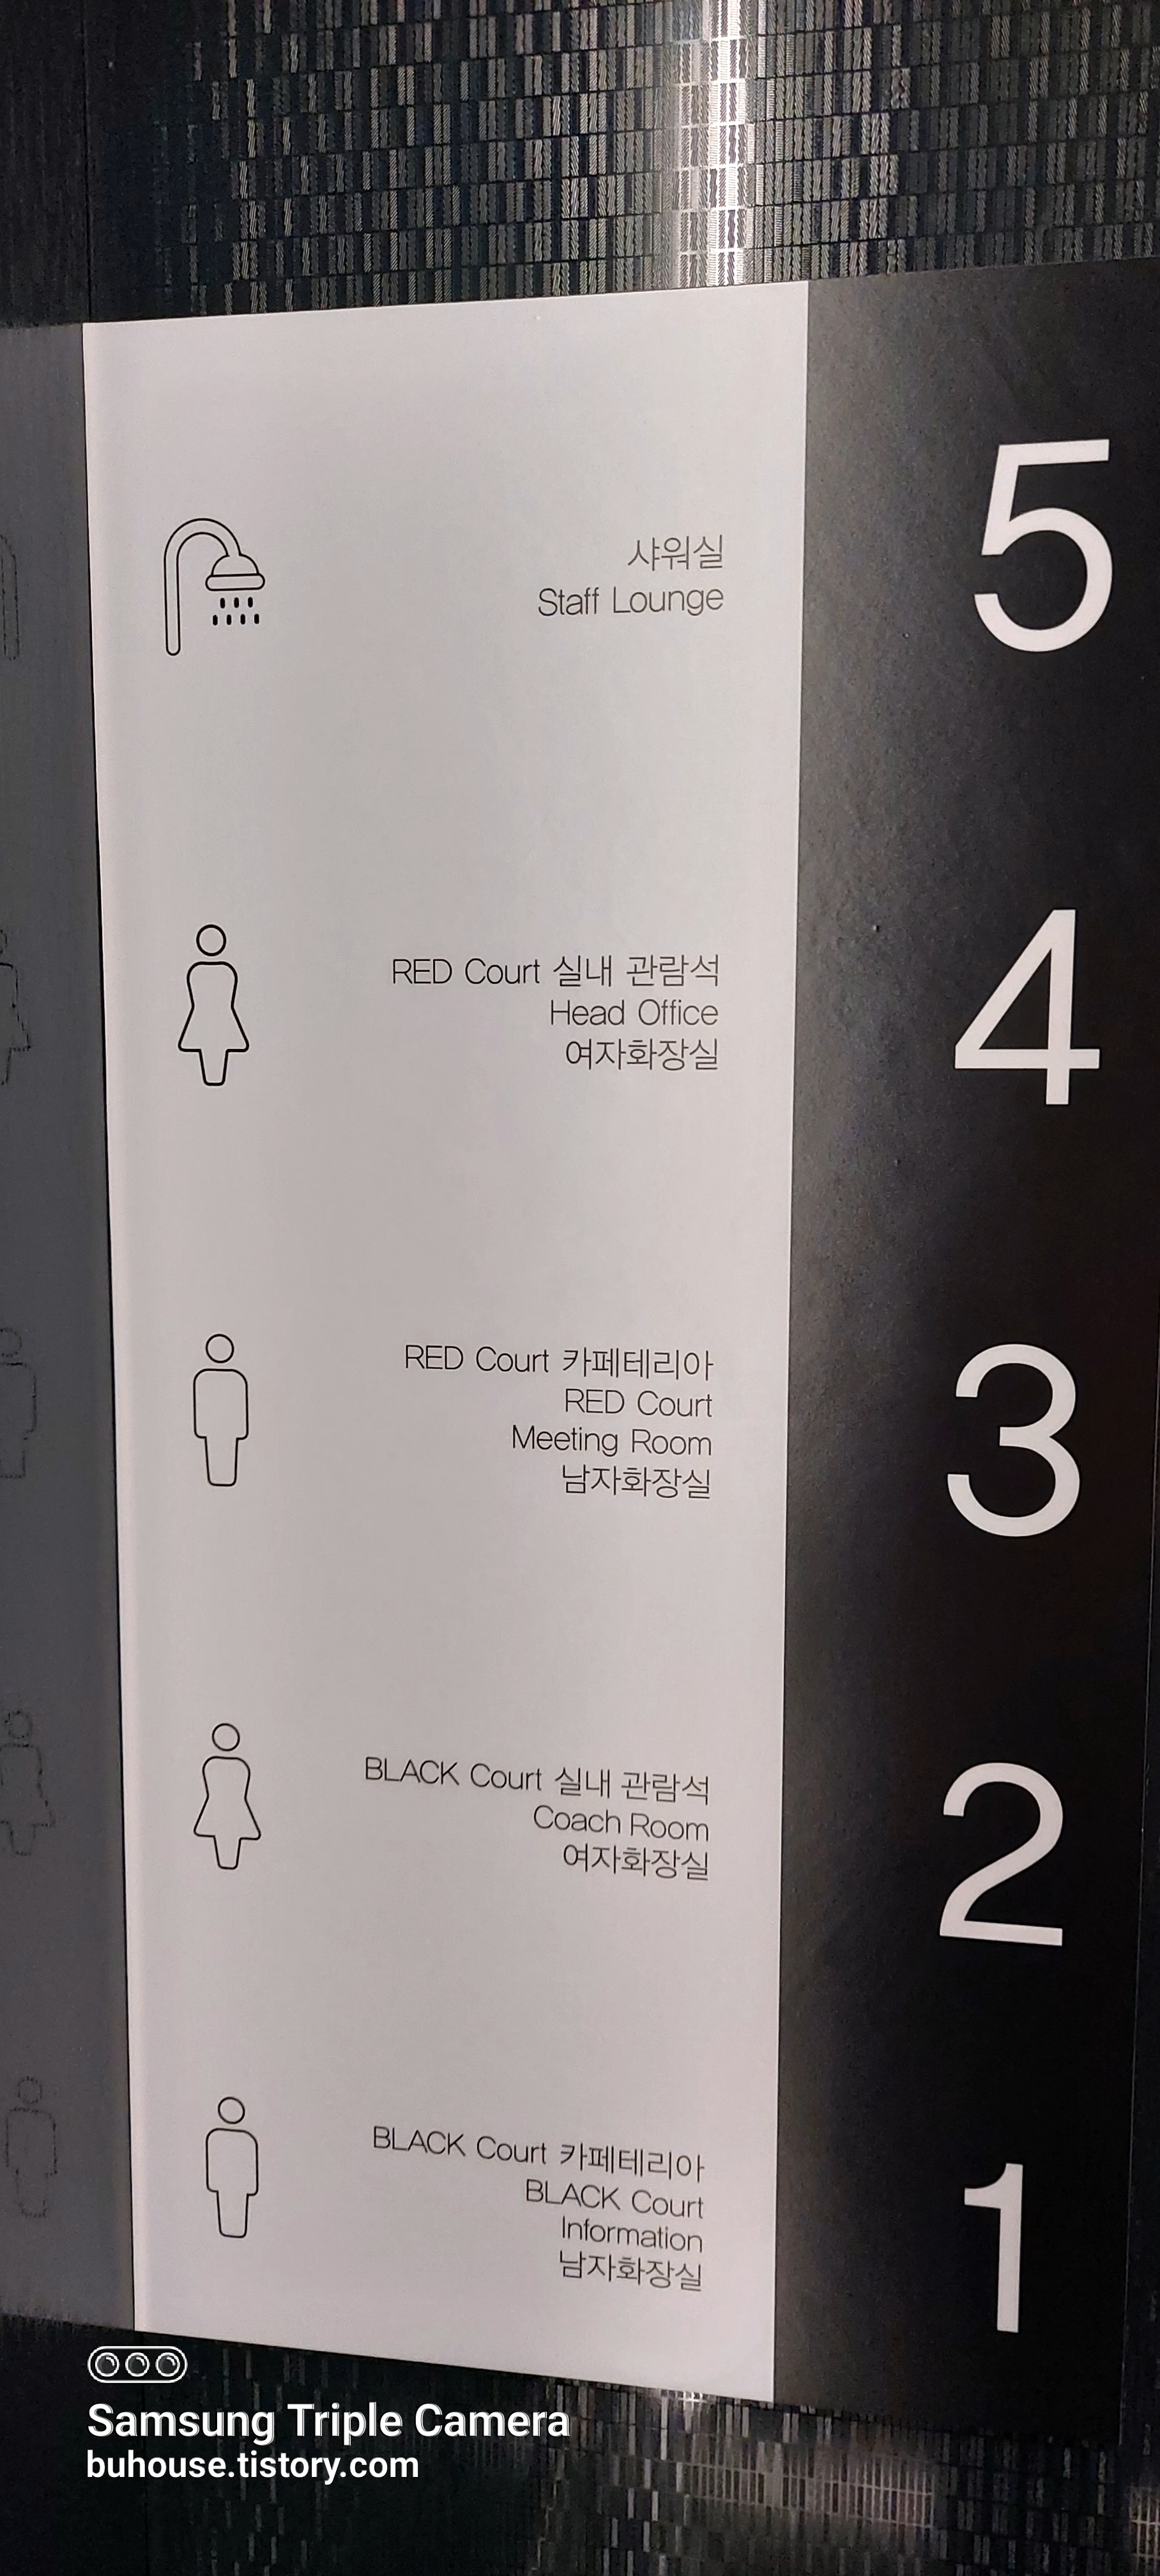 샤워실
Staff Lounge
5
RED Court 실내 관람석
Head Office
여자화장실
4
RED Court 카페테리아
RED Court
Meeting Room
남자화장실
3
BLACK Court 실내 관람석
Coach Room
여자화장실
2
BLACK Court 카페테리아
BLACK Court
Information
남자화장실
1
Samsung Triple Camera
buhouse.tistory.com